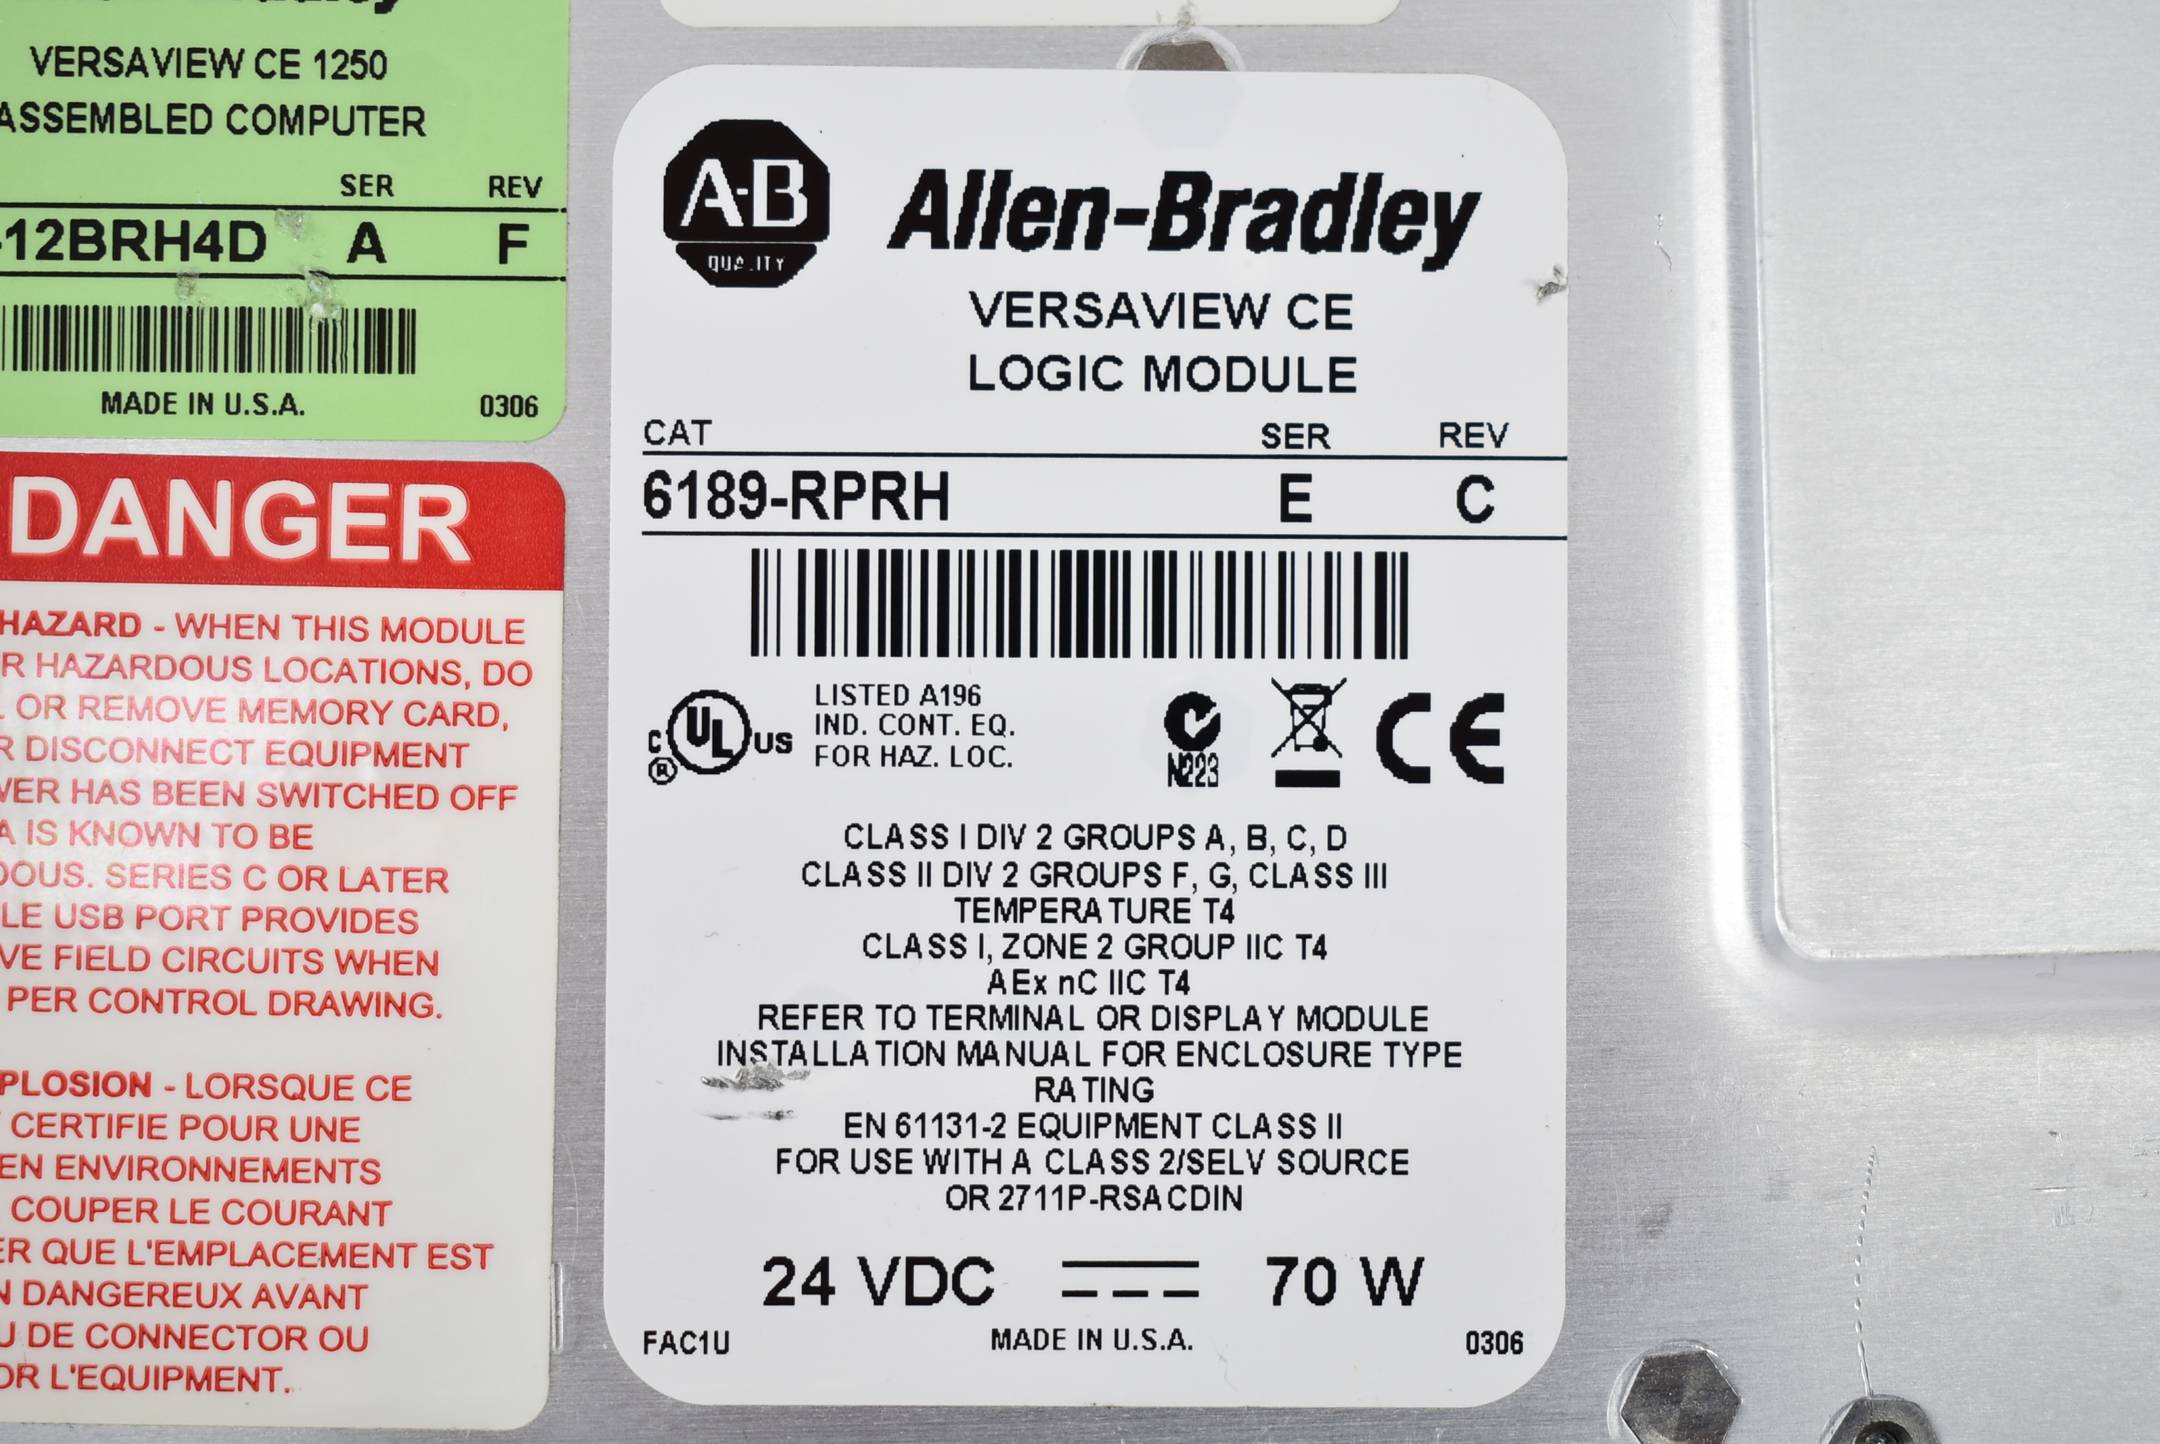 VERSAVIEW CE 1250
ASSEMBLED COMPUTER
SER REV
-12BRH4D A F
MADE IN U.S.A. 0306
DANGER
HAZARD - WHEN THIS MODULE
R HAZARDOUS LOCATIONS, DO
OR REMOVE MEMORY CARD,
R DISCONNECT EQUIPMENT
WER HAS BEEN SWITCHED OFF
A IS KNOWN TO BE
DOUS. SERIES C OR LATER
LE USB PORT PROVIDES
VE FIELD CIRCUITS WHEN
PER CONTROL DRAWING.
PLOSION - LORSQUE CE
CERTIFIE POUR UNE
EN ENVIRONNEMENTS
COUPER LE COURANT
ER QUE L'EMPLACEMENT EST
N DANGEREUX AVANT
U DE CONNECTOR OU
OR L'EQUIPMENT.
A-B
QUALITY
Allen-Bradley
VERSAVIEW CE
LOGIC MODULE
CAT SER REV
6189-RPRH E C
C UL US ®
LISTED A196
IND. CONT. EQ.
FOR HAZ. LOC.
N223
CE
CLASS I DIV 2 GROUPS A, B, C, D
CLASS II DIV 2 GROUPS F, G, CLASS III
TEMPERATURE T4
CLASS I, ZONE 2 GROUP IIC T4
AEx nC IIC T4
REFER TO TERMINAL OR DISPLAY MODULE
INSTALLATION MANUAL FOR ENCLOSURE TYPE
RATING
EN 61131-2 EQUIPMENT CLASS II
FOR USE WITH A CLASS 2/SELV SOURCE
OR 2711P-RSACDIN
24 VDC 70 W
FAC1U MADE IN U.S.A. 0306